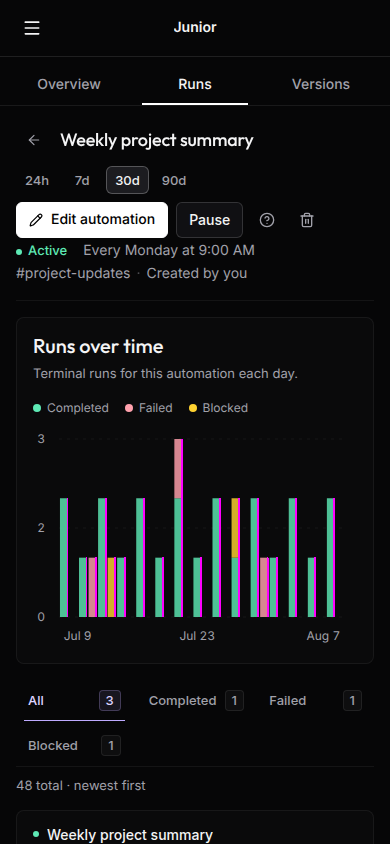 Junior
Overview Runs Versions
Weekly project summary
24h 7d 30d 90d
Edit automation Pause
Active Every Monday at 9:00 AM
#project-updates · Created by you
Runs over time
Terminal runs for this automation each day.
Completed Failed Blocked
3
2
0
Jul 9 Jul 23 Aug 7
All 3 Completed 1 Failed 1
Blocked 1
48 total · newest first
Weekly project summary